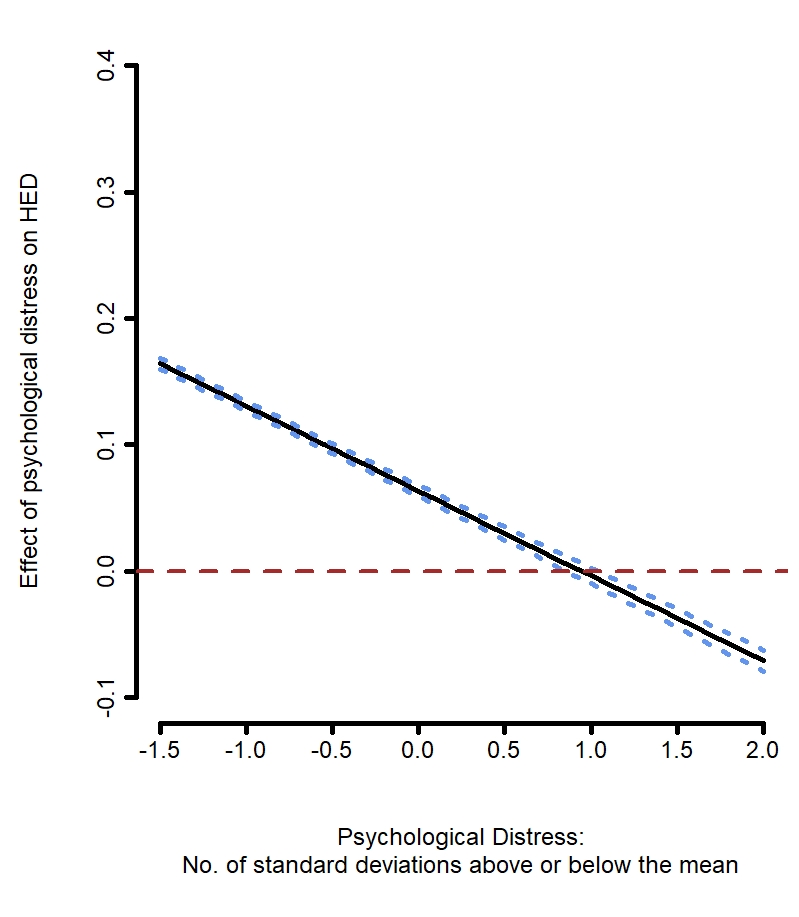 Effect of psychological distress on HED
0.4
0.3
0.2
0.1
0.0
-0.1
-1.5 -1.0 -0.5 0.0 0.5 1.0 1.5 2.0
Psychological Distress:
No. of standard deviations above or below the mean